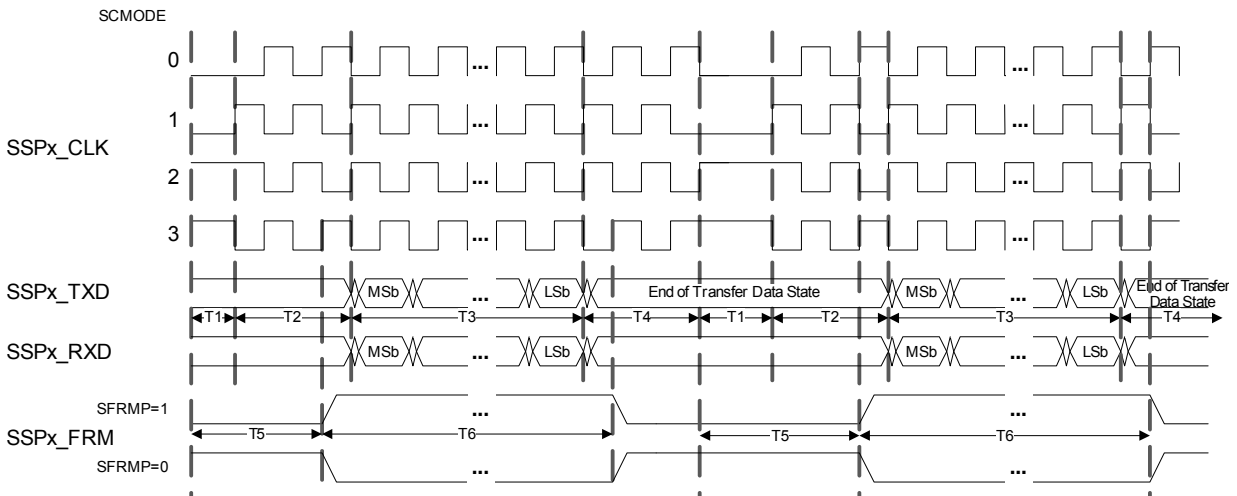 SCMODE
0
...
...
1
...
...
SSPx_CLK
2
...
...
3
...
...
SSPx_TXD
MSb
...
LSb
End of Transfer Data State
MSb
...
LSb
End of Transfer
Data State
T1
T2
T3
T4
T1
T2
T3
T4
SSPx_RXD
MSb
...
LSb
MSb
...
LSb
SFRMP=1
...
...
SSPx_FRM
T5
T6
T5
T6
SFRMP=0
...
...